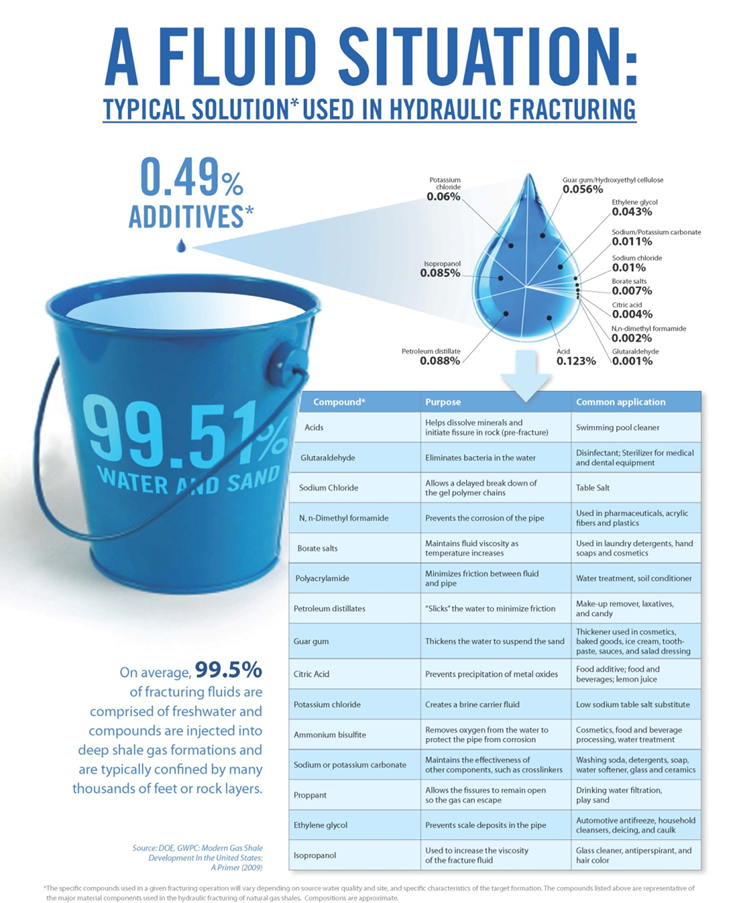 A FLUID SITUATION:
TYPICAL SOLUTION* USED IN HYDRAULIC FRACTURING
0.49%
ADDITIVES*
Potassium
chloride
0.06%
Guar gum/Hydroxyethyl cellulose
0.056%
Ethylene glycol
0.043%
Sodium/Potassium carbonate
0.011%
Sodium chloride
0.01%
Borate salts
0.007%
Citric acid
0.004%
N,n-dimethyl formamide
0.002%
Glutaraldehyde
0.001%
Isopropanol
0.085%
Petroleum distillate
0.088%
Acid
0.123%
99.51%
WATER AND SAND
Compound* Purpose Common application
Acids Helps dissolve minerals and
initiate fissure in rock (pre-fracture) Swimming pool cleaner
Glutaraldehyde Eliminates bacteria in the water Disinfectant; Sterilizer for medical
and dental equipment
Sodium Chloride Allows a delayed break down of
the gel polymer chains Table Salt
N, n-Dimethyl formamide Prevents the corrosion of the pipe Used in pharmaceuticals, acrylic
fibers and plastics
Borate salts Maintains fluid viscosity as
temperature increases Used in laundry detergents, hand
soaps and cosmetics
Polyacrylamide Minimizes friction between fluid
and pipe Water treatment, soil conditioner
Petroleum distillates "Slicks" the water to minimize friction Make-up remover, laxatives,
and candy
Guar gum Thickens the water to suspend the sand Thickener used in cosmetics,
baked goods, ice cream, tooth-
paste, sauces, and salad dressing
Citric Acid Prevents precipitation of metal oxides Food additive; food and
beverages; lemon juice
Potassium chloride Creates a brine carrier fluid Low sodium table salt substitute
Ammonium bisulfite Removes oxygen from the water to
protect the pipe from corrosion Cosmetics, food and beverage
processing, water treatment
Sodium or potassium carbonate Maintains the effectiveness of
other components, such as crosslinkers Washing soda, detergents, soap,
water softener, glass and ceramics
Proppant Allows the fissures to remain open
so the gas can escape Drinking water filtration,
play sand
Ethylene glycol Prevents scale deposits in the pipe Automotive antifreeze, household
cleansers, deicing, and caulk
Isopropanol Used to increase the viscosity
of the fracture fluid Glass cleaner, antiperspirant, and
hair color
On average, 99.5%
of fracturing fluids are
comprised of freshwater and
compounds are injected into
deep shale gas formations and
are typically confined by many
thousands of feet or rock layers.
Source: DOE, GWPC: Modern Gas Shale
Development In the United States:
A Primer (2009)
*The specific compounds used in a given fracturing operation will vary depending on source water quality and site, and specific characteristics of the target formation. The compounds listed above are representative of
the major material components used in the hydraulic fracturing of natural gas shales. Compositions are approximate.